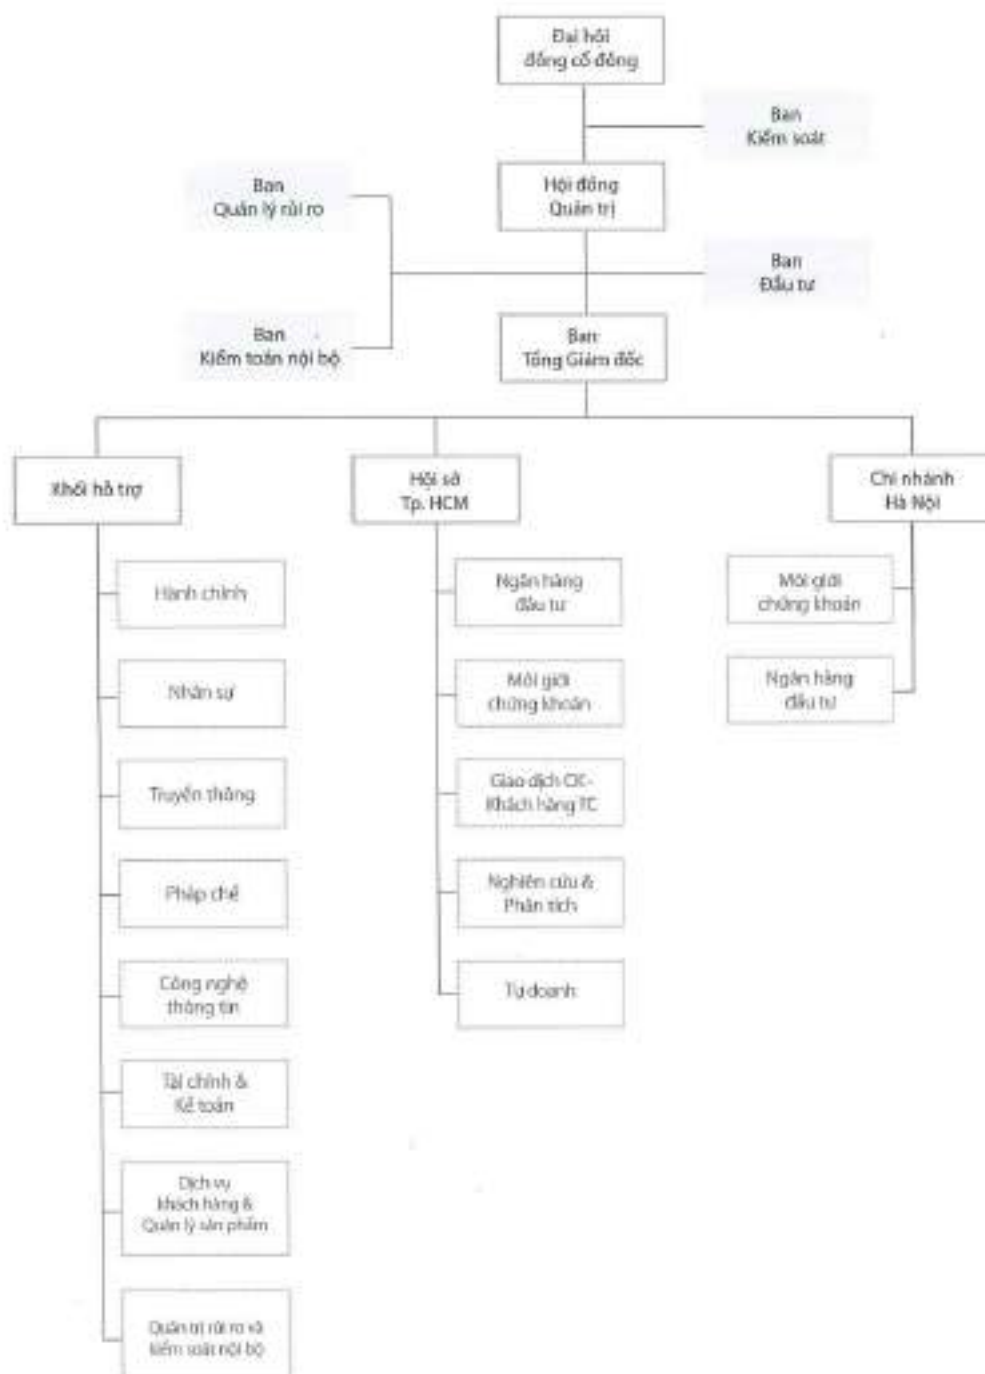 Đại hội
đồng cổ đông
Ban
Kiểm soát
Hội đồng
Quản trị
Ban
Quản lý rủi ro
Ban
Đầu tư
Ban
Kiểm toán nội bộ
Ban
Tổng Giám đốc
Khối hỗ trợ
Hành chính
Nhân sự
Truyền thông
Pháp chế
Công nghệ
thông tin
Tài chính &
Kế toán
Dịch vụ
khách hàng &
Quản lý sản phẩm
Quản trị rủi ro và
kiểm soát nội bộ
Hội sở
Tp. HCM
Ngân hàng
đầu tư
Môi giới
chứng khoán
Giao dịch CK-
Khách hàng TC
Nghiên cứu &
Phân tích
Tự doanh
Chi nhánh
Hà Nội
Môi giới
chứng khoán
Ngân hàng
đầu tư